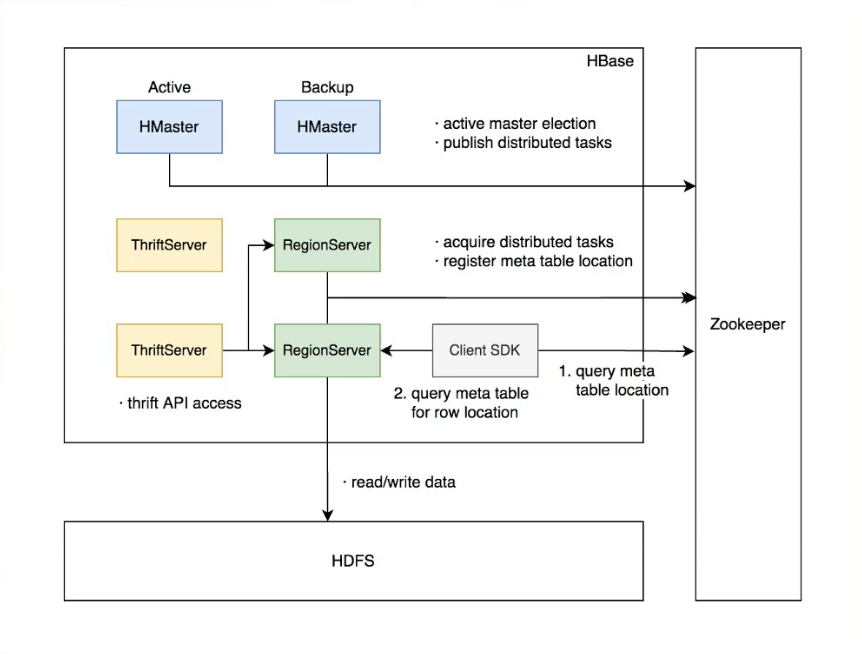 HBase
Active
Backup
HMaster
HMaster
· active master election
· publish distributed tasks
ThriftServer
RegionServer
· acquire distributed tasks
· register meta table location
Zookeeper
ThriftServer
RegionServer
Client SDK
1. query meta
table location
2. query meta table
for row location
· thrift API access
· read/write data
HDFS